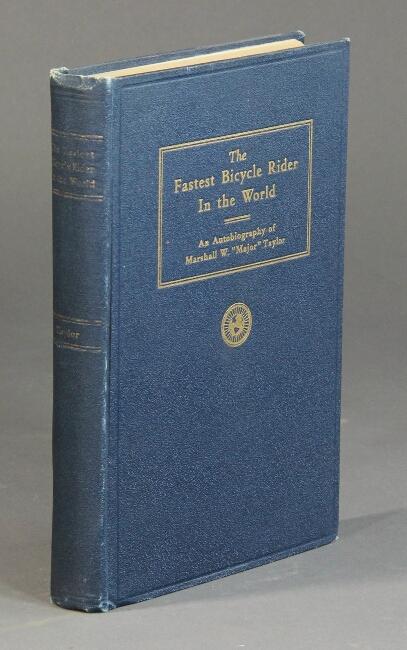 The
Fastest Bicycle Rider
In the World
An Autobiography of
Marshall W. "Major" Taylor
The Fastest
Bicycle Rider
In the World
Taylor